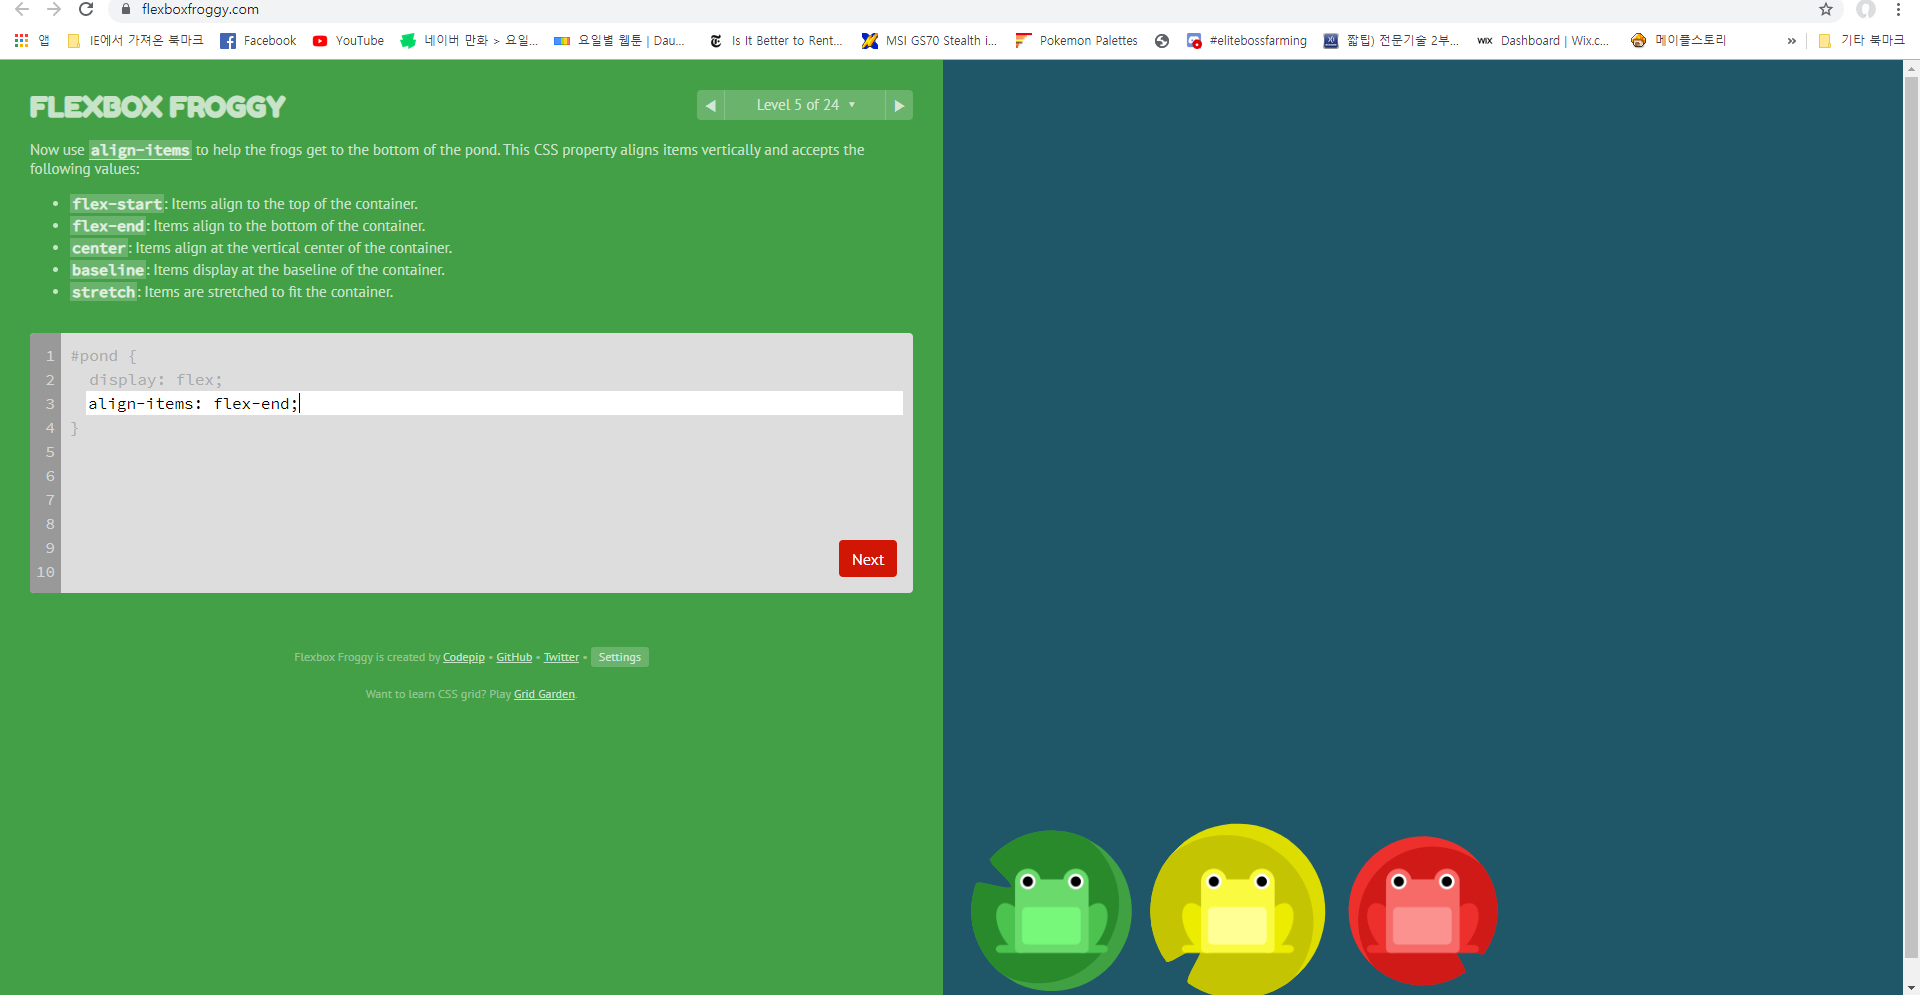 flexboxfroggy.com
앱 IE에서 가져온 북마크 Facebook YouTube 네이버 만화 > 요일... 요일별 웹툰 | Dau... Is It Better to Rent... MSI GS70 Stealth i... Pokemon Palettes #elitebossfarming 짧팁) 전문기술 2부... WIX Dashboard | Wix.c... 메이플스토리 » 기타 북마크
FLEXBOX FROGGY
◀ Level 5 of 24 ▼ ▶
Now use align-items to help the frogs get to the bottom of the pond. This CSS property aligns items vertically and accepts the
following values:
• flex-start: Items align to the top of the container.
• flex-end: Items align to the bottom of the container.
• center: Items align at the vertical center of the container.
• baseline: Items display at the baseline of the container.
• stretch: Items are stretched to fit the container.
1 #pond {
2 display: flex;
3 align-items: flex-end;
4 }
5
6
7
8
9
10
Next
Flexbox Froggy is created by Codepip • GitHub • Twitter • Settings
Want to learn CSS grid? Play Grid Garden.